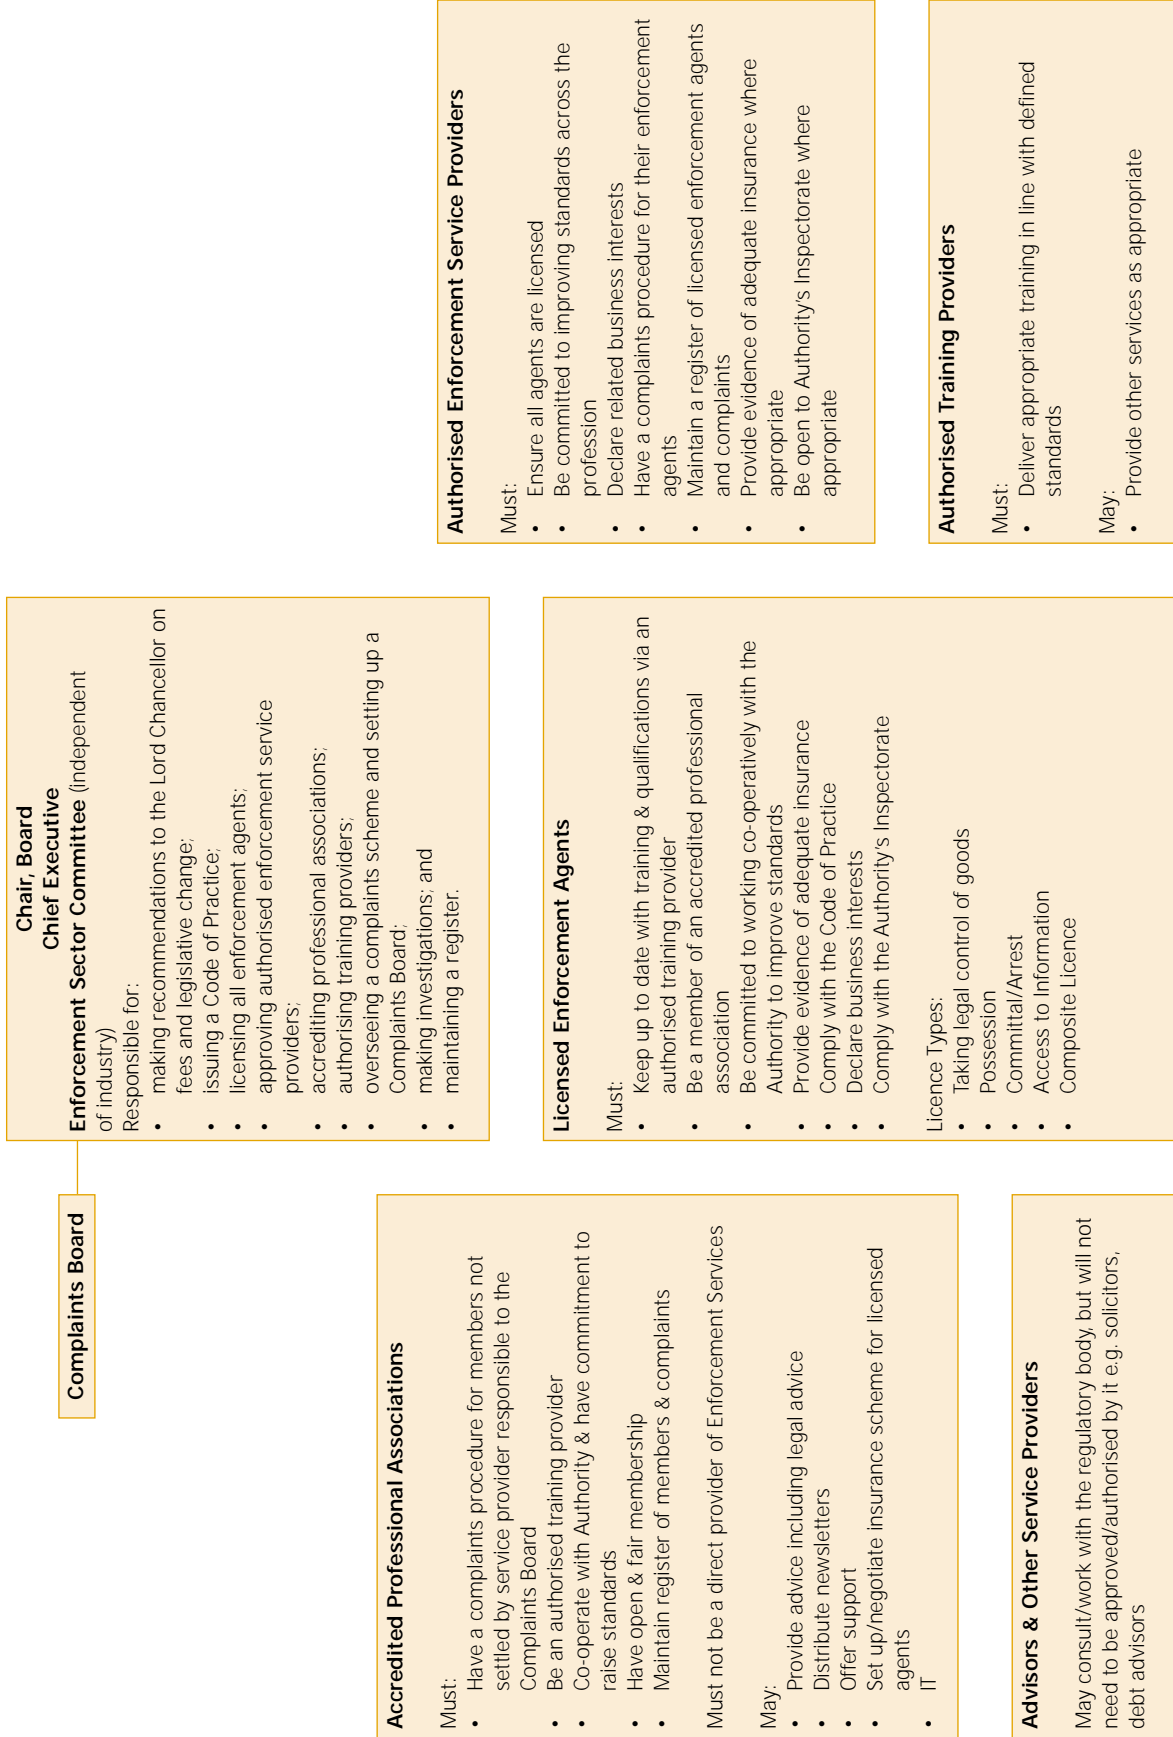 Complaints Board
Chair, Board
Chief Executive
Enforcement Sector Committee (independent
of industry)
Responsible for:
• making recommendations to the Lord Chancellor on
fees and legislative change;
• issuing a Code of Practice;
• licensing all enforcement agents;
• approving authorised enforcement service
providers;
• accrediting professional associations;
• authorising training providers;
• overseeing a complaints scheme and setting up a
Complaints Board;
• making investigations; and
• maintaining a register.
Accredited Professional Associations
Must:
• Have a complaints procedure for members not
settled by service provider responsible to the
Complaints Board
• Be an authorised training provider
• Co-operate with Authority & have commitment to
raise standards
• Have open & fair membership
• Maintain register of members & complaints
Must not be a direct provider of Enforcement Services
May:
• Provide advice including legal advice
• Distribute newsletters
• Offer support
• Set up/negotiate insurance scheme for licensed
agents
• IT
Licensed Enforcement Agents
Must:
• Keep up to date with training & qualifications via an
authorised training provider
• Be a member of an accredited professional
association
• Be committed to working co-operatively with the
Authority to improve standards
• Provide evidence of adequate insurance
• Comply with the Code of Practice
• Declare business interests
• Comply with the Authority's Inspectorate
Licence Types:
• Taking legal control of goods
• Possession
• Committal/Arrest
• Access to Information
• Composite Licence
Authorised Enforcement Service Providers
Must:
• Ensure all agents are licensed
• Be committed to improving standards across the
profession
• Declare related business interests
• Have a complaints procedure for their enforcement
agents
• Maintain a register of licensed enforcement agents
and complaints
• Provide evidence of adequate insurance where
appropriate
• Be open to Authority's Inspectorate where
appropriate
Advisors & Other Service Providers
May consult/work with the regulatory body, but will not
need to be approved/authorised by it e.g. solicitors,
debt advisors
Authorised Training Providers
Must:
• Deliver appropriate training in line with defined
standards
May:
• Provide other services as appropriate